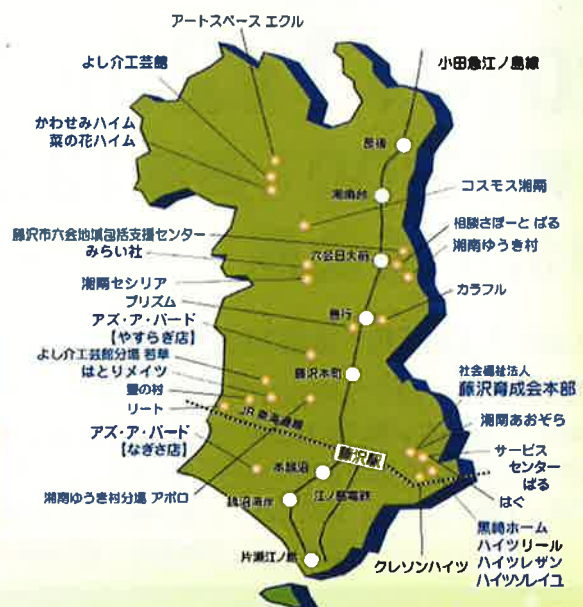 アートスペース エクル
よし介工芸館
小田急江ノ島線
かわせみハイム
菜の花ハイム
長後
湘南台
コスモス湘南
藤沢市六会地域包括支援センター
みらい社
相談さぽーと ぱる
湘南ゆうき村
六会日大前
湘南セシリア
プリズム
カラフル
善行
アズ・ア・バード
【やすらぎ店】
よし介工芸館分場 若草
はとりメイツ
藤沢本町
社会福祉法人
藤沢育成会本部
リート
JR東海道線
湘南あおぞら
アズ・ア・バード
【なぎさ店】
藤沢駅
サービス
センター
ぱる
本鵠沼
湘南ゆうき村分場 アポロ
鵠沼海岸
江ノ島電鉄
はぐ
黒崎ホーム
ハイツリール
ハイツレザン
ハイツソレイユ
クレソンハイツ
片瀬江ノ島